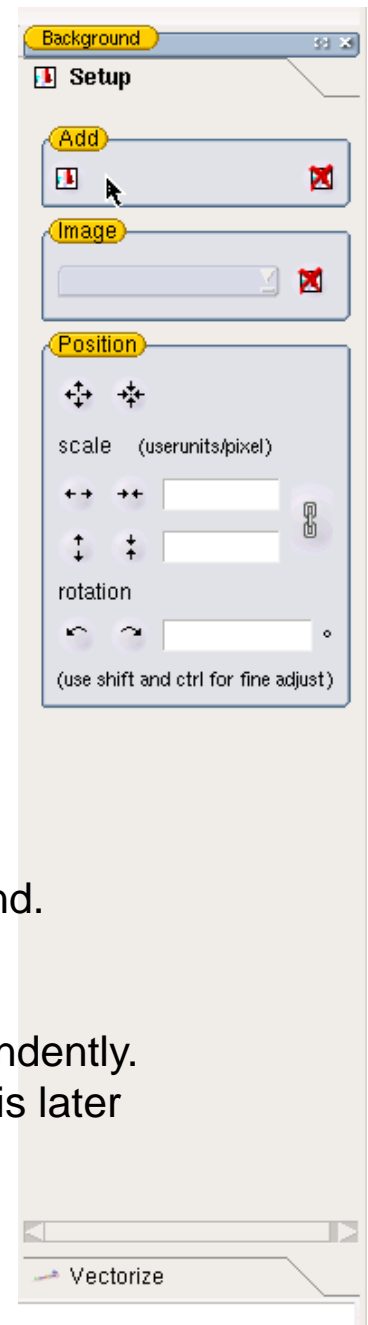 Background
Setup
Add
Image
Position
scale (userunits/pixel)
rotation
°
(use shift and ctrl for fine adjust)
nd.
ndently.
is later
Vectorize